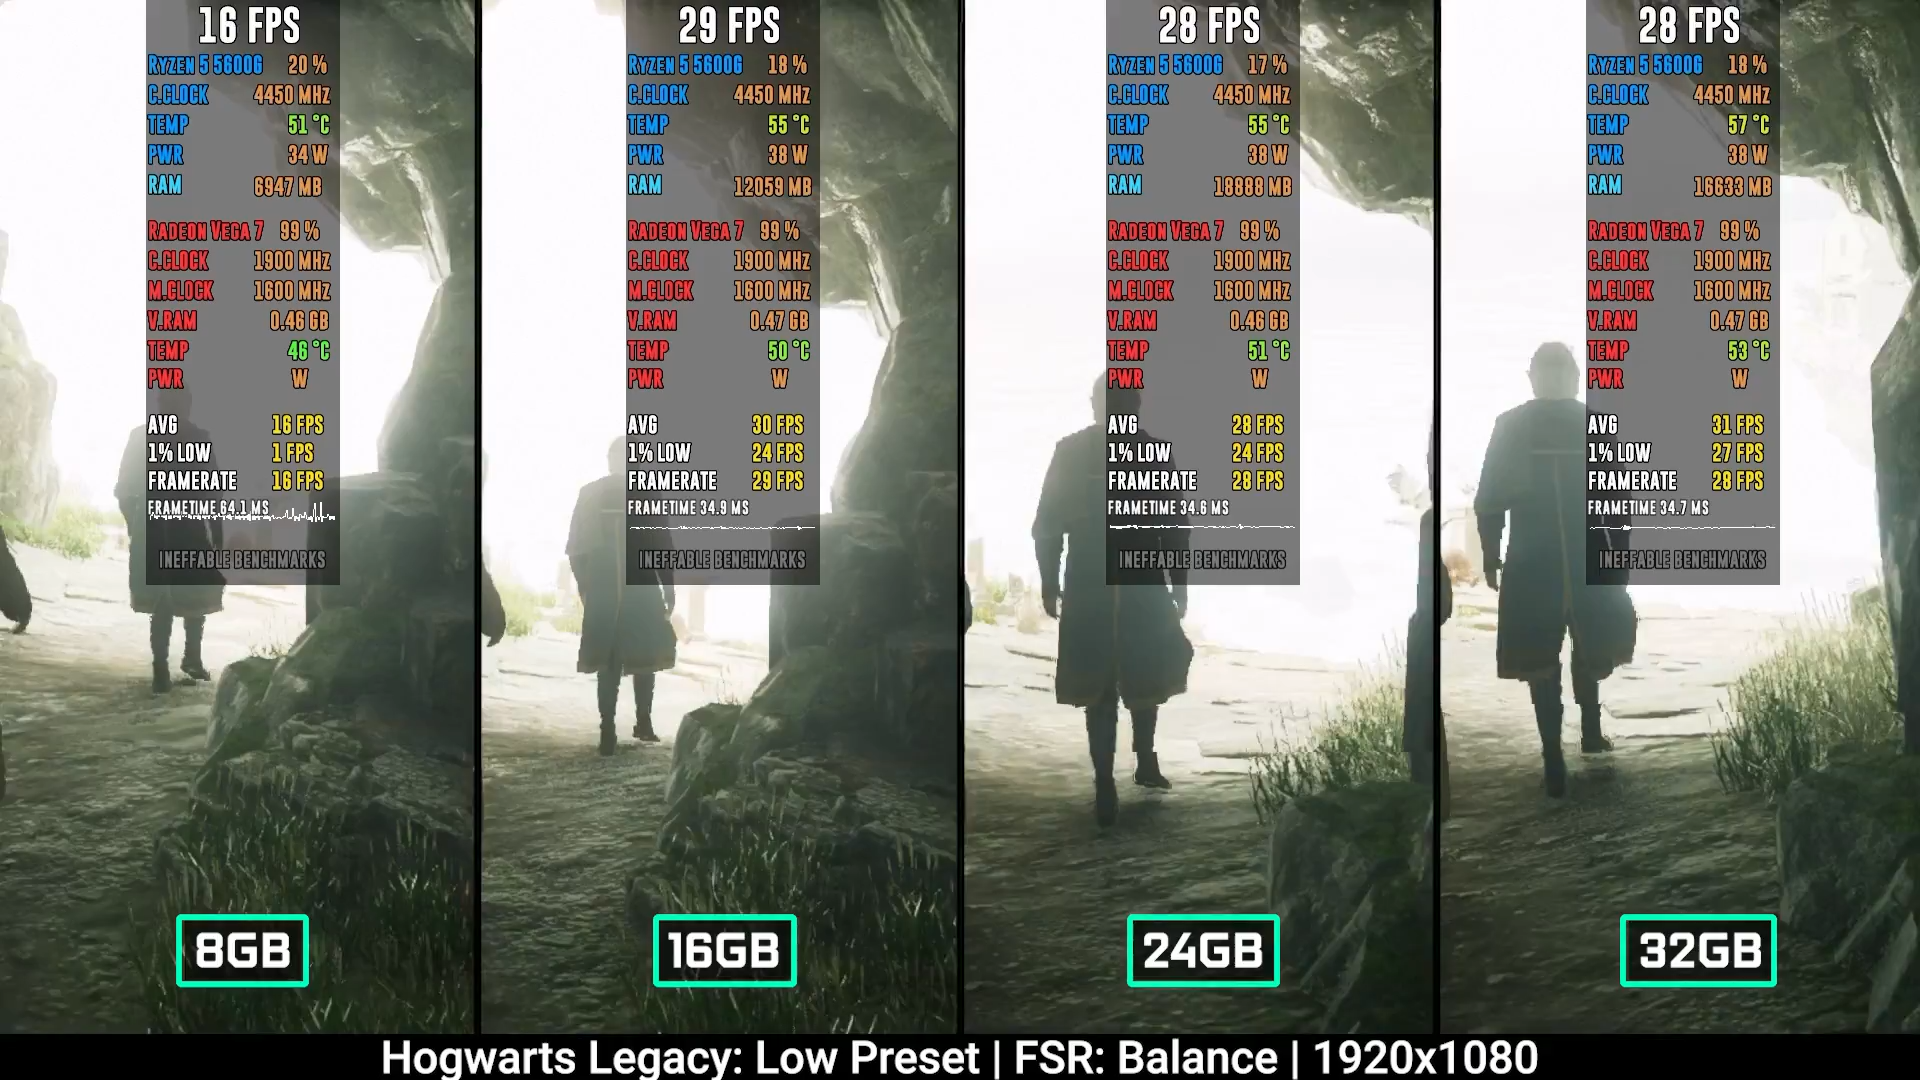 16 FPS
RYZEN 5 5600G 20 %
C.CLOCK 4450 MHz
TEMP 51 °C
PWR 34 W
RAM 6947 MB
RADEON VEGA 7 99 %
C.CLOCK 1900 MHz
M.CLOCK 1600 MHz
V.RAM 0.46 GB
TEMP 46 °C
PWR W
AVG 16 FPS
1% LOW 1 FPS
FRAMERATE 16 FPS
FRAMETIME 64.1 MS
INEFFABLE BENCHMARKS
8GB
29 FPS
RYZEN 5 5600G 18 %
C.CLOCK 4450 MHz
TEMP 55 °C
PWR 38 W
RAM 12059 MB
RADEON VEGA 7 99 %
C.CLOCK 1900 MHz
M.CLOCK 1600 MHz
V.RAM 0.47 GB
TEMP 50 °C
PWR W
AVG 30 FPS
1% LOW 24 FPS
FRAMERATE 29 FPS
FRAMETIME 34.9 MS
INEFFABLE BENCHMARKS
16GB
28 FPS
RYZEN 5 5600G 17 %
C.CLOCK 4450 MHz
TEMP 55 °C
PWR 38 W
RAM 18888 MB
RADEON VEGA 7 99 %
C.CLOCK 1900 MHz
M.CLOCK 1600 MHz
V.RAM 0.46 GB
TEMP 51 °C
PWR W
AVG 28 FPS
1% LOW 24 FPS
FRAMERATE 28 FPS
FRAMETIME 34.6 MS
INEFFABLE BENCHMARKS
24GB
28 FPS
RYZEN 5 5600G 18 %
C.CLOCK 4450 MHz
TEMP 57 °C
PWR 38 W
RAM 16633 MB
RADEON VEGA 7 99 %
C.CLOCK 1900 MHz
M.CLOCK 1600 MHz
V.RAM 0.47 GB
TEMP 53 °C
PWR W
AVG 31 FPS
1% LOW 27 FPS
FRAMERATE 28 FPS
FRAMETIME 34.7 MS
INEFFABLE BENCHMARKS
32GB
Hogwarts Legacy: Low Preset | FSR: Balance | 1920x1080